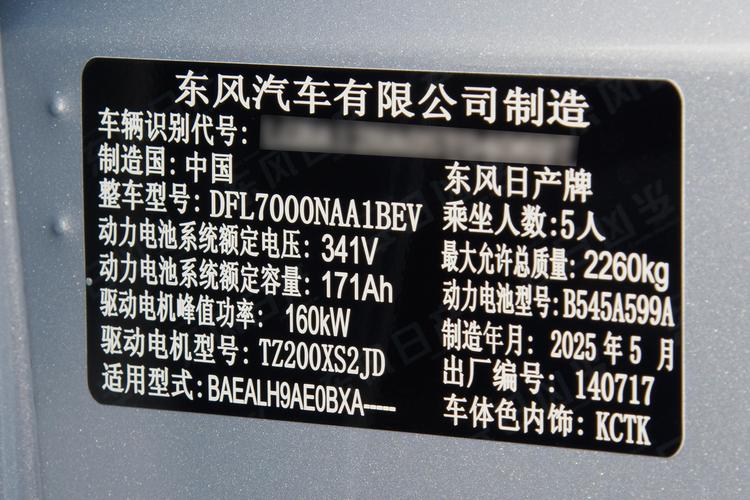 东风汽车有限公司制造
车辆识别代号:
制造国: 中国
东风日产牌
整车型号: DFL7000NAA1BEV
乘坐人数: 5人
动力电池系统额定电压: 341V
最大允许总质量: 2260kg
动力电池系统额定容量: 171Ah
动力电池型号: B545A599A
驱动电机峰值功率: 160kW
制造年月: 2025年5月
驱动电机型号: TZ200XS2JD
出厂编号: 140717
适用型式: BAEALH9AE0BXA-----
车体色内饰: KCTK